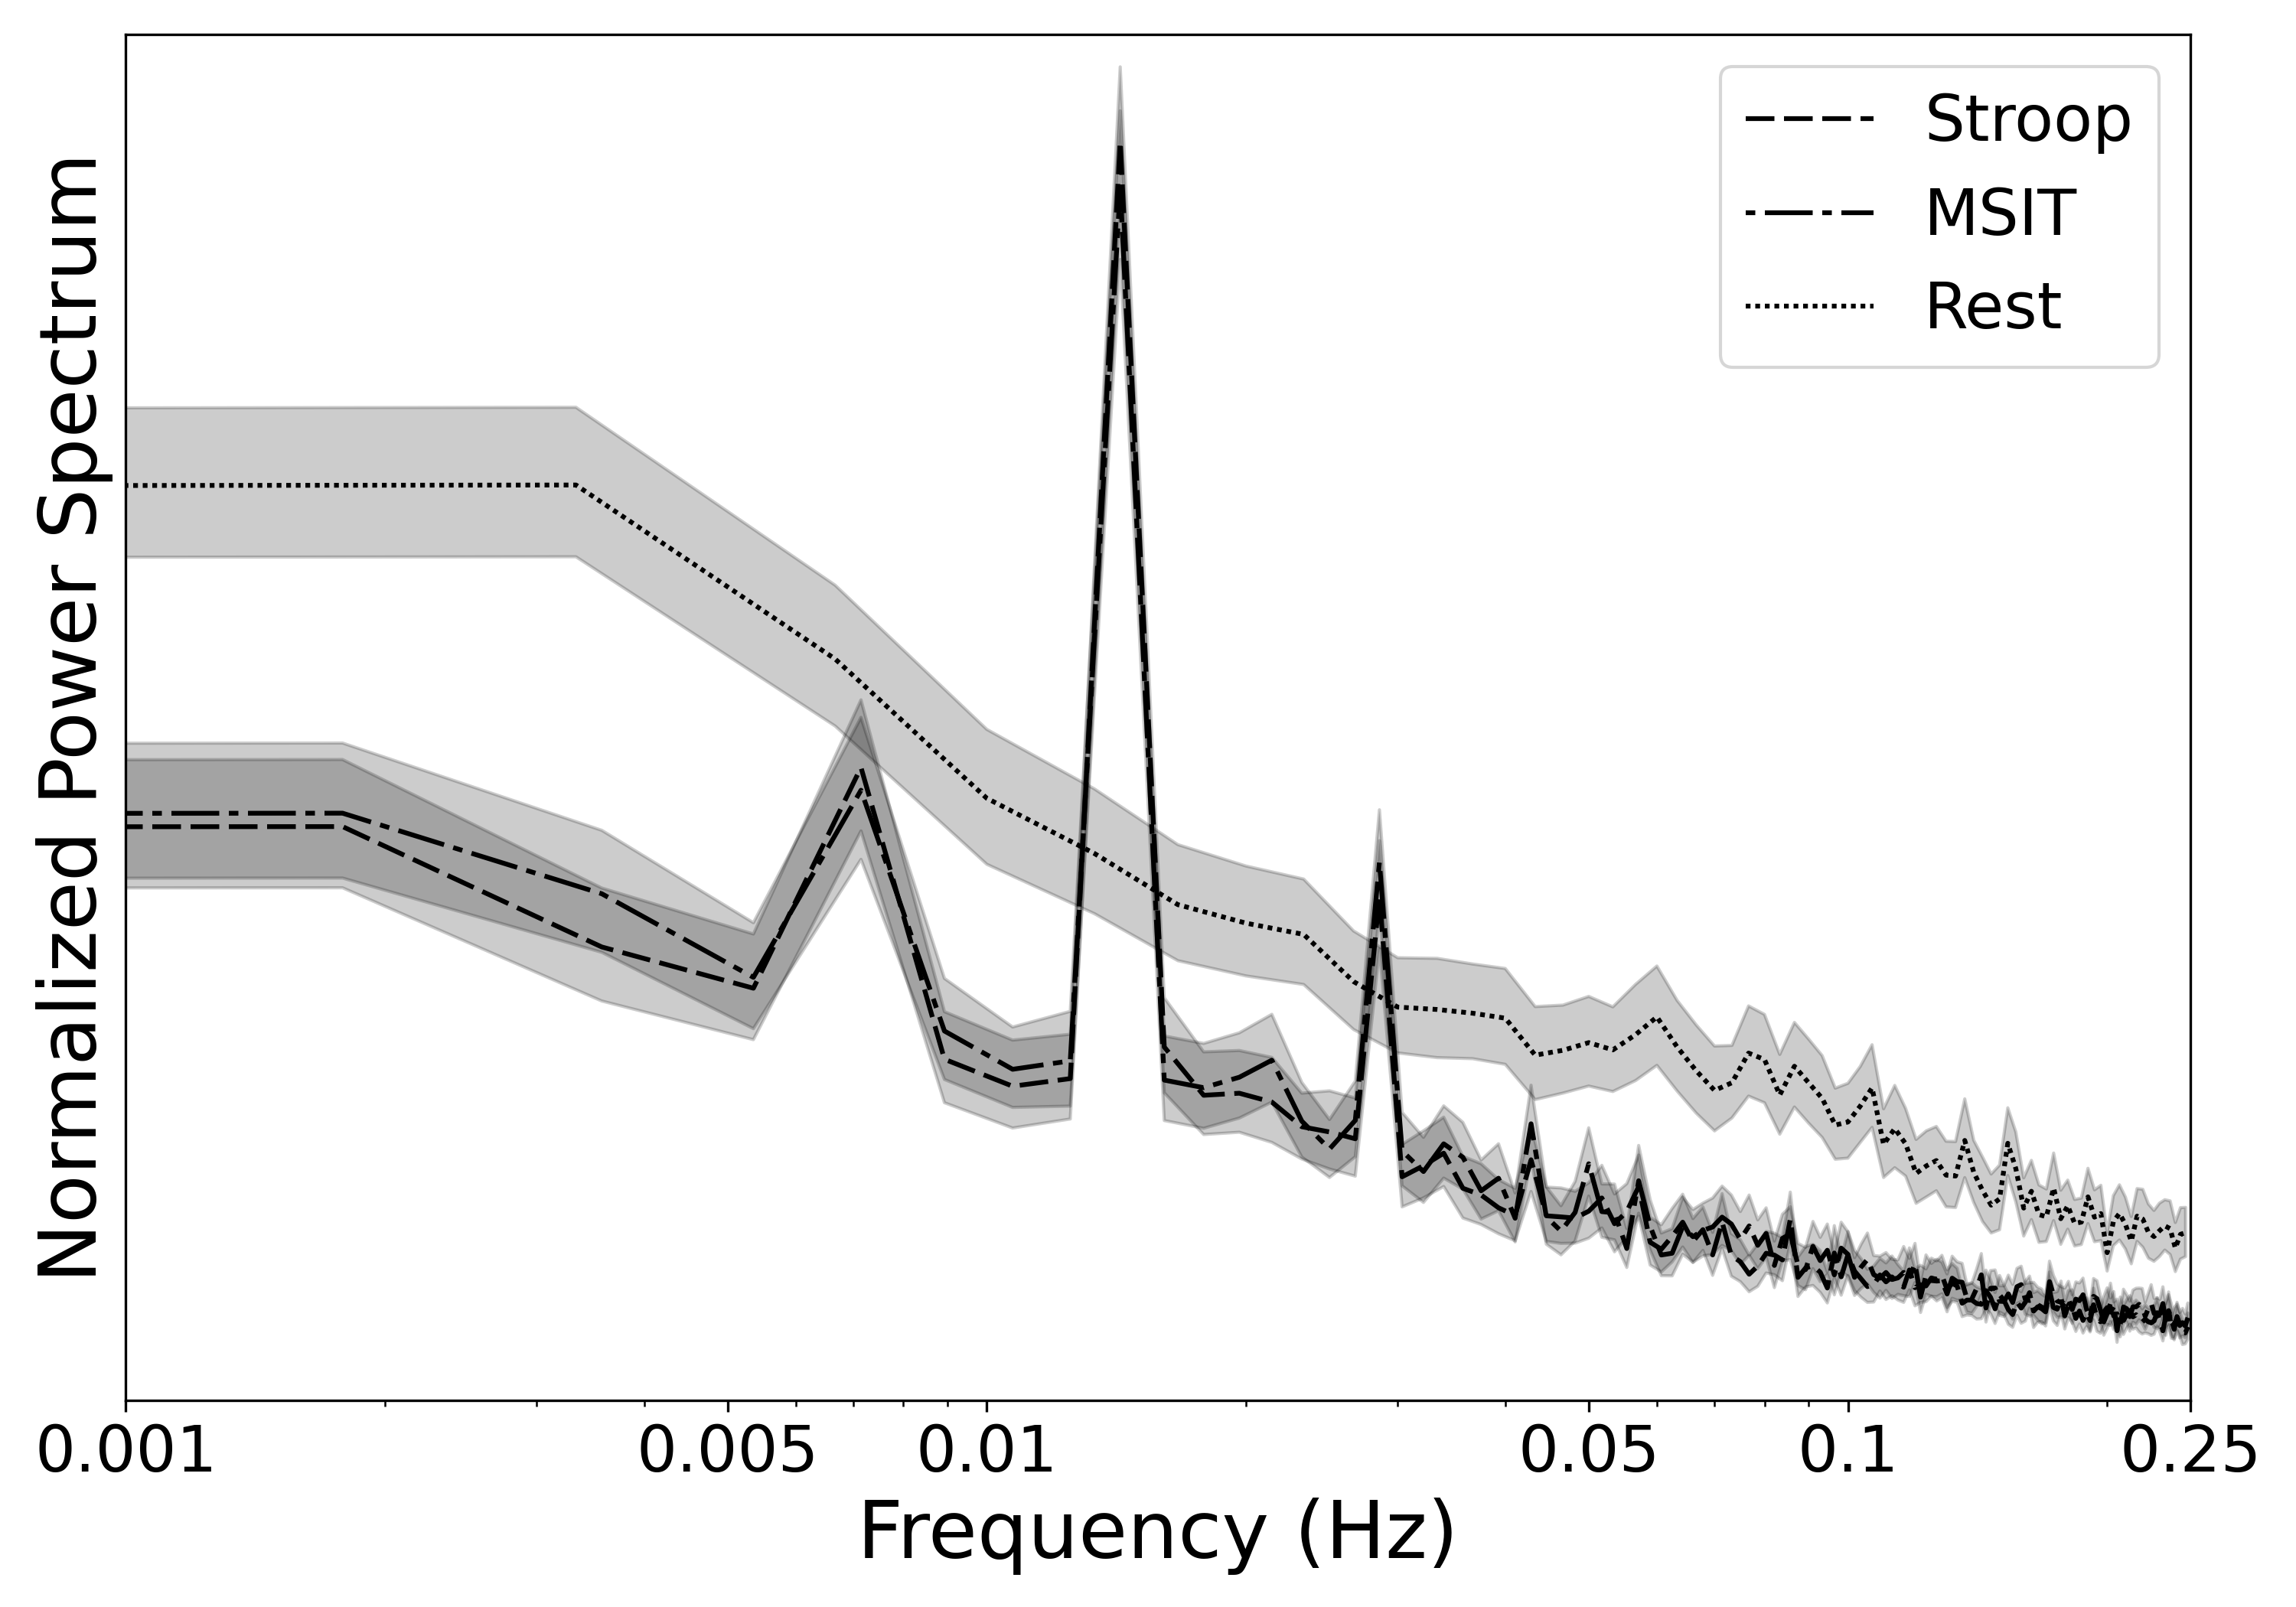 Normalized Power Spectrum
Stroop
MSIT
Rest
0.001 0.005 0.01 0.05 0.1 0.25
Frequency (Hz)